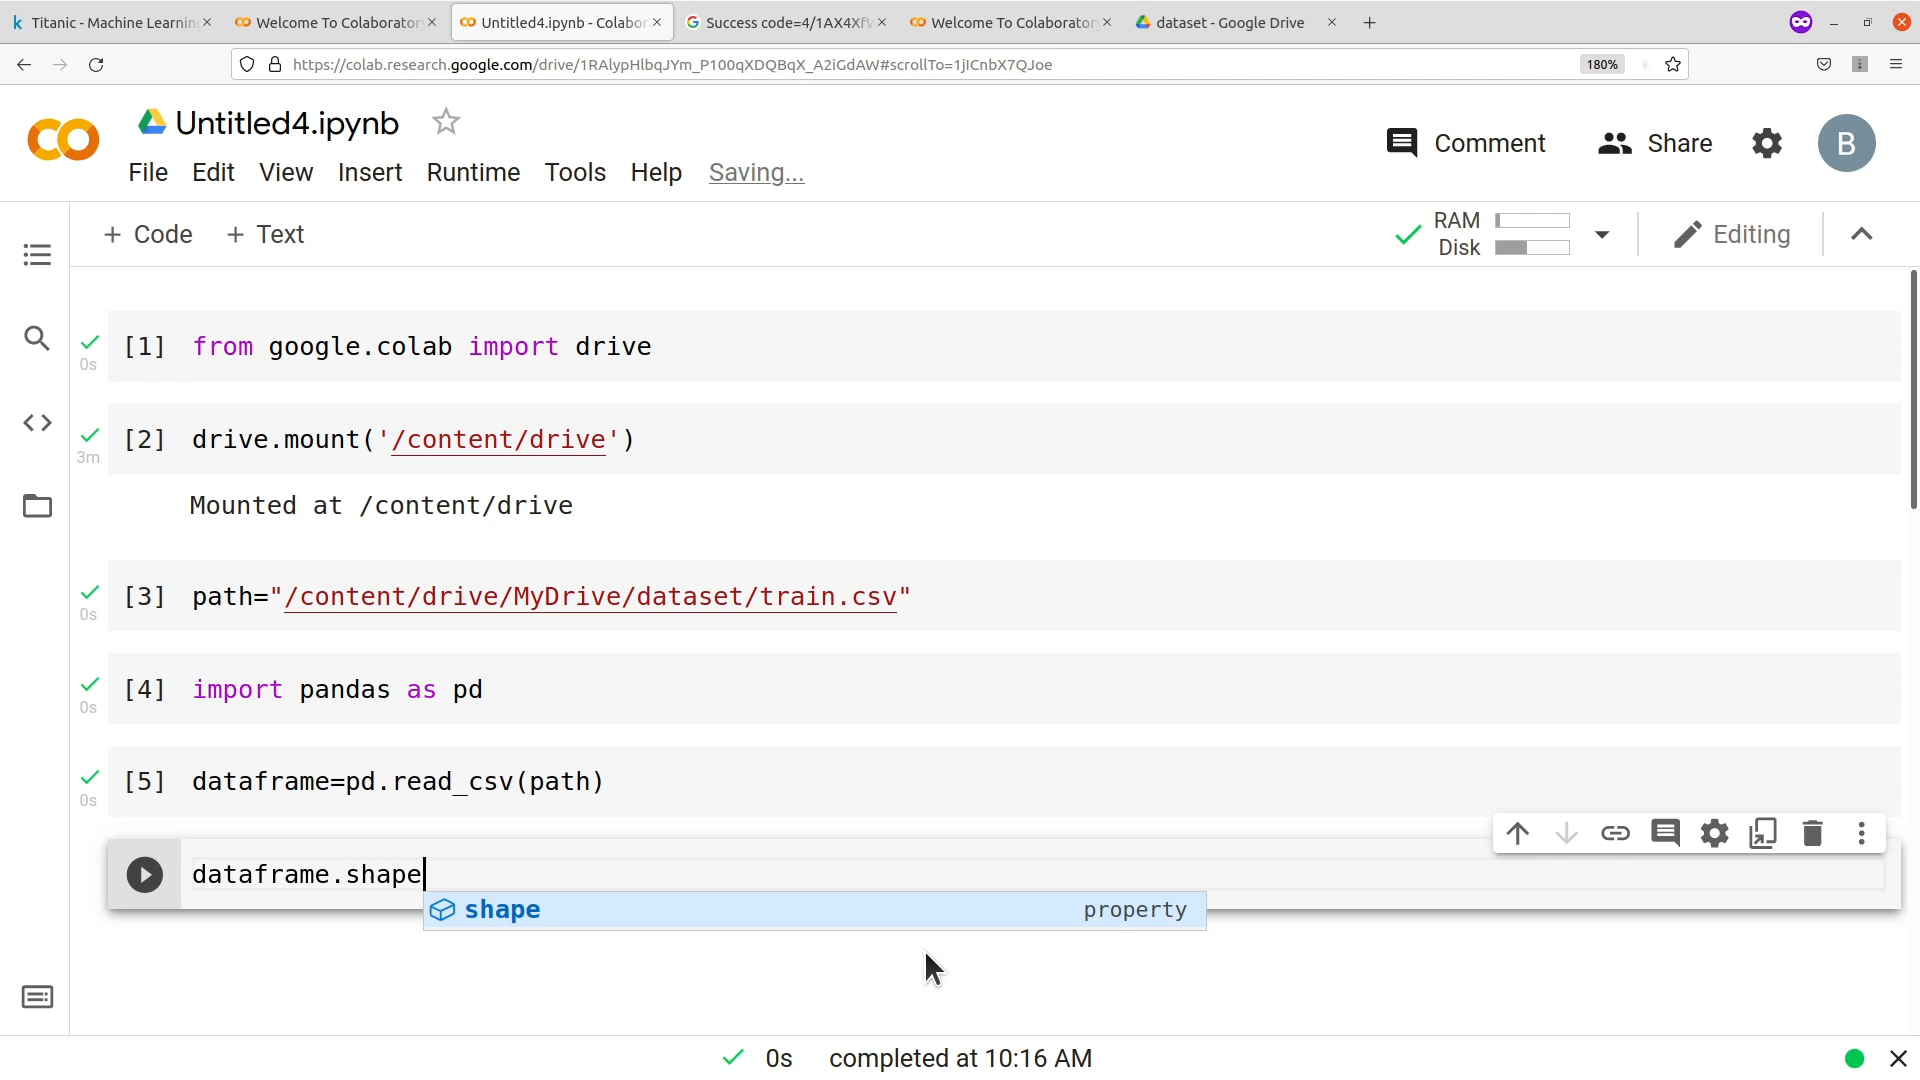 Titanic - Machine Learning
Welcome To Colaborator
Untitled4.ipynb - Colabor
Success code=4/1AX4XfV
Welcome To Colaborator
dataset - Google Drive
https://colab.research.google.com/drive/1RAlypHlbqJYm_P100qXDQBqX_A2iGdAW#scrollTo=1jICnbX7QJoe
180%
Untitled4.ipynb
Comment
Share
B
File Edit View Insert Runtime Tools Help Saving...
+ Code + Text
RAM
Disk
Editing
[1] from google.colab import drive
0s
[2] drive.mount('/content/drive')
3m
Mounted at /content/drive
[3] path="/content/drive/MyDrive/dataset/train.csv"
0s
[4] import pandas as pd
0s
[5] dataframe=pd.read_csv(path)
0s
dataframe.shape
shape property
0s completed at 10:16 AM